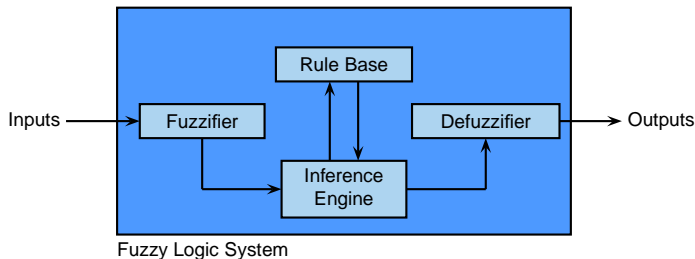 Rule Base
Inputs
Fuzzifier
Defuzzifier
Outputs
Inference
Engine
Fuzzy Logic System